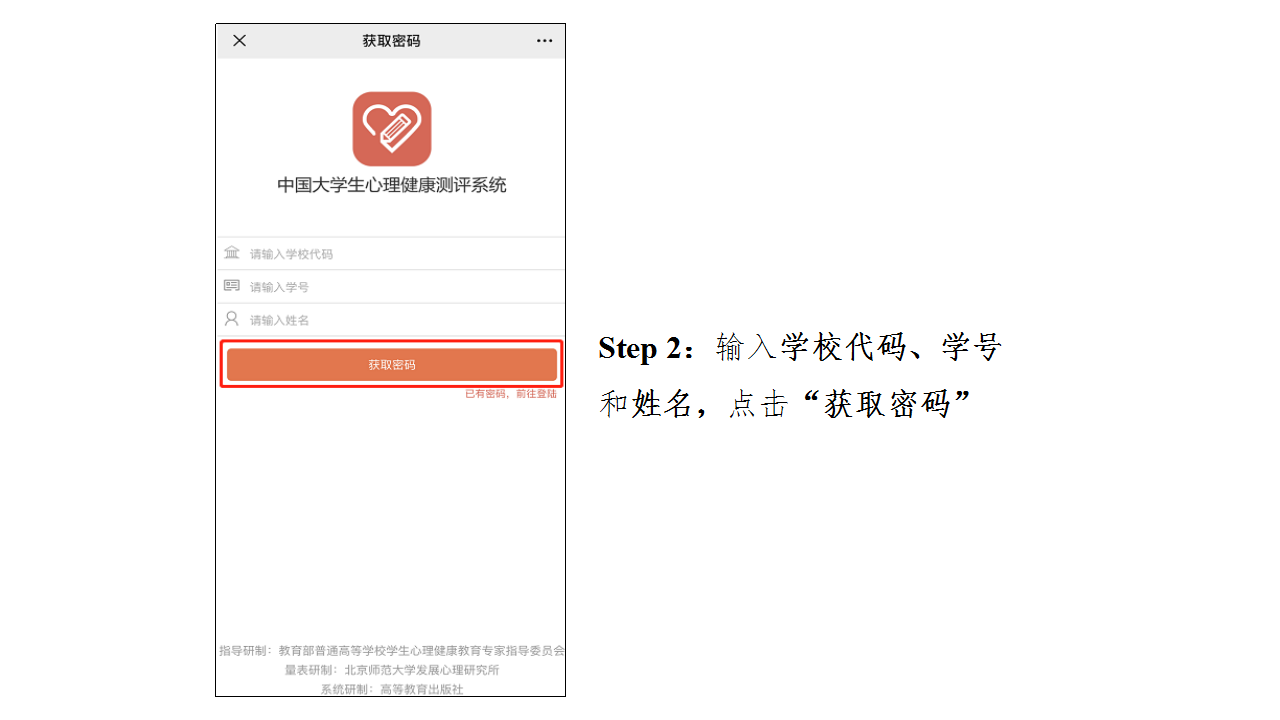 获取密码
中国大学生心理健康测评系统
请输入学校代码
请输入学号
请输入姓名
获取密码
已有密码，前往登陆
Step 2：输入学校代码、学号
和姓名，点击“获取密码”
指导研制：教育部普通高等学校学生心理健康教育专家指导委员会
量表研制：北京师范大学发展心理研究所
系统研制：高等教育出版社